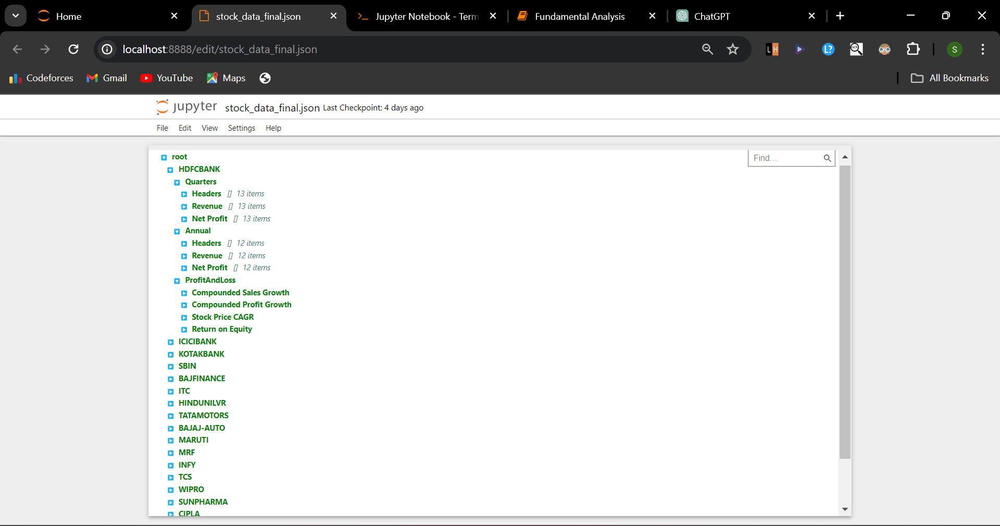 Home
stock_data_final.json
Jupyter Notebook - Term
Fundamental Analysis
ChatGPT
localhost:8888/edit/stock_data_final.json
LH
L?
OCR
S
Codeforces
Gmail
YouTube
Maps
All Bookmarks
jupyter stock_data_final.json Last Checkpoint: 4 days ago
File Edit View Settings Help
Find...
root
HDFCBANK
Quarters
Headers [] 13 items
Revenue [] 13 items
Net Profit [] 13 items
Annual
Headers [] 12 items
Revenue [] 12 items
Net Profit [] 12 items
ProfitAndLoss
Compounded Sales Growth
Compounded Profit Growth
Stock Price CAGR
Return on Equity
ICICIBANK
KOTAKBANK
SBIN
BAJFINANCE
ITC
HINDUNILVR
TATAMOTORS
BAJAJ-AUTO
MARUTI
MRF
INFY
TCS
WIPRO
SUNPHARMA
CIPLA